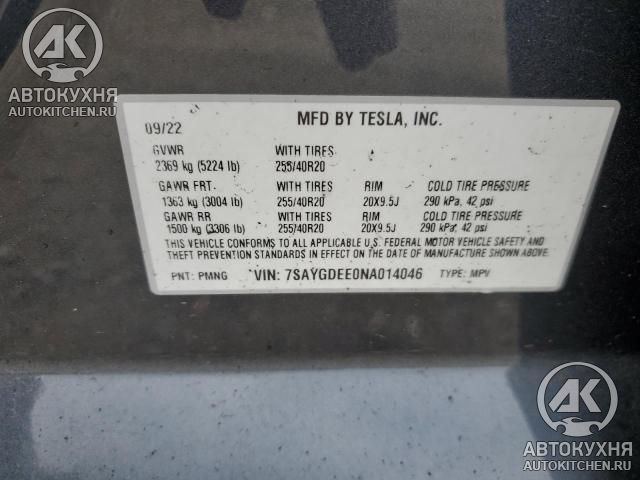 АВТОКУХНЯ
AUTOKITCHEN.RU
MFD BY TESLA, INC.
09/22
GVWR WITH TIRES
2369 kg (5224 lb) 255/40R20
GAWR FRT. WITH TIRES RIM COLD TIRE PRESSURE
1363 kg (3004 lb) 255/40R20 20X9.5J 290 kPa, 42 psi
GAWR RR WITH TIRES RIM COLD TIRE PRESSURE
1500 kg (3306 lb) 255/40R20 20X9.5J 290 kPa, 42 psi
THIS VEHICLE CONFORMS TO ALL APPLICABLE U.S. FEDERAL MOTOR VEHICLE SAFETY AND
THEFT PREVENTION STANDARDS IN EFFECT ON THE DATE OF MANUFACTURE SHOWN ABOVE.
PNT: PMNG VIN: 7SAYGDEE0NA014046 TYPE: MPV
АВТОКУХНЯ
AUTOKITCHEN.RU